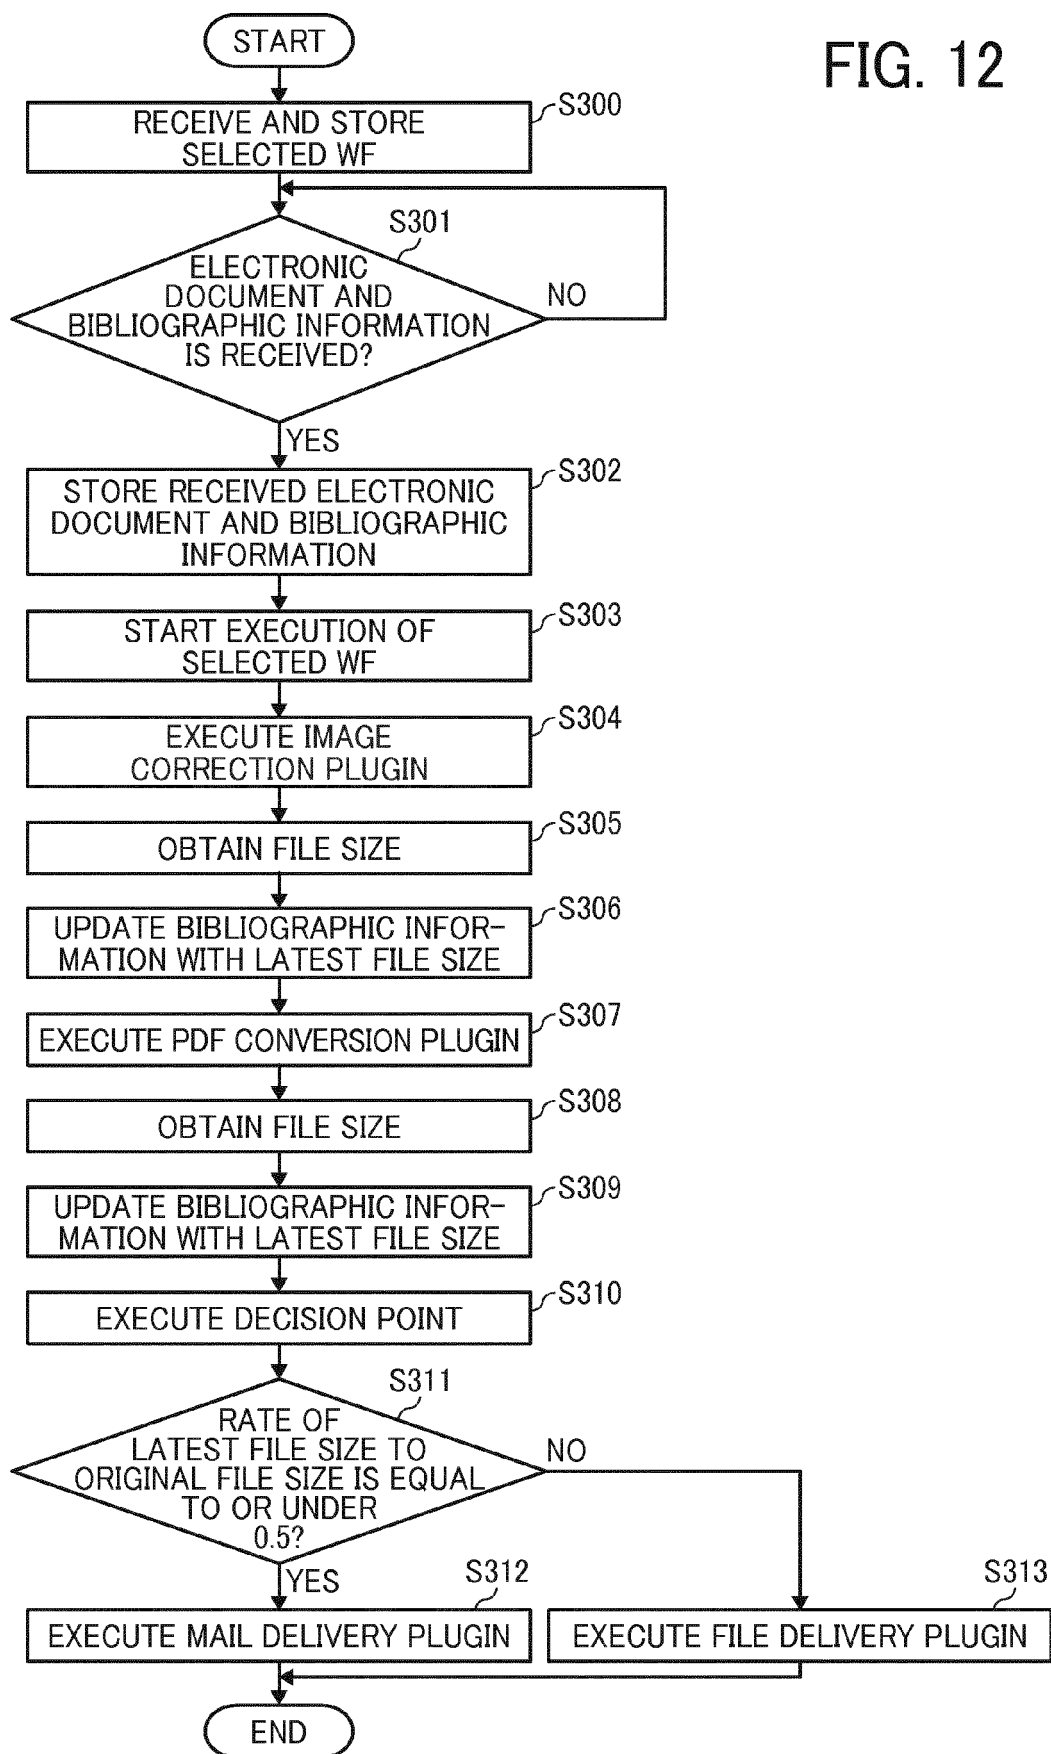 START
FIG. 12
S300
RECEIVE AND STORE
SELECTED WF
S301
ELECTRONIC
DOCUMENT AND
BIBLIOGRAPHIC INFORMATION
IS RECEIVED?
NO
YES
S302
STORE RECEIVED ELECTRONIC
DOCUMENT AND BIBLIOGRAPHIC
INFORMATION
S303
START EXECUTION OF
SELECTED WF
S304
EXECUTE IMAGE
CORRECTION PLUGIN
S305
OBTAIN FILE SIZE
S306
UPDATE BIBLIOGRAPHIC INFOR-
MATION WITH LATEST FILE SIZE
S307
EXECUTE PDF CONVERSION PLUGIN
S308
OBTAIN FILE SIZE
S309
UPDATE BIBLIOGRAPHIC INFOR-
MATION WITH LATEST FILE SIZE
S310
EXECUTE DECISION POINT
S311
RATE OF
LATEST FILE SIZE TO
ORIGINAL FILE SIZE IS EQUAL
TO OR UNDER
0.5?
NO
YES
S312
EXECUTE MAIL DELIVERY PLUGIN
S313
EXECUTE FILE DELIVERY PLUGIN
END